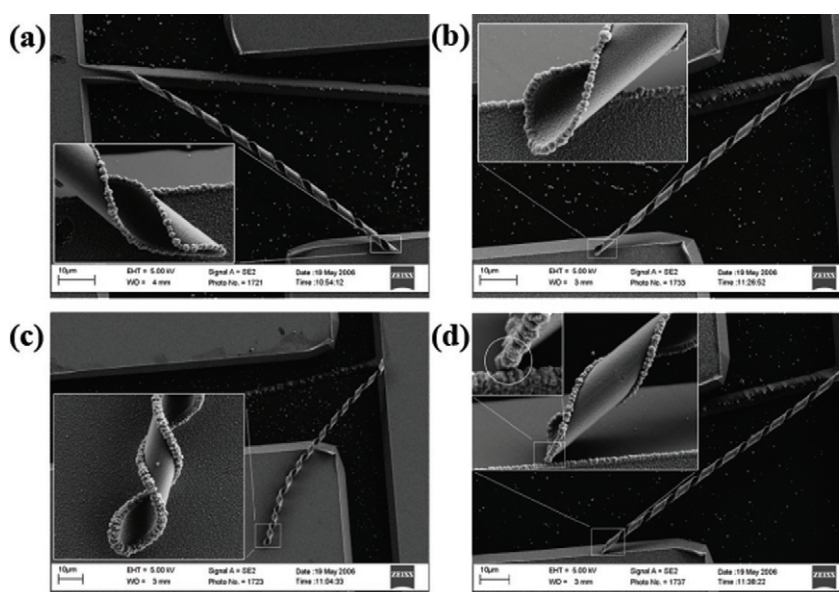 (a)
10µm
EHT = 5.00 kV
Signal A = SE2
Date :19 May 2006
WD = 4 mm
Photo No. = 1721
Time :10:54:12
ZEISS
(b)
10µm
EHT = 5.00 kV
Signal A = SE2
Date :19 May 2006
WD = 3 mm
Photo No. = 1733
Time :11:26:52
ZEISS
(c)
10µm
EHT = 5.00 kV
Signal A = SE2
Date :19 May 2006
WD = 3 mm
Photo No. = 1723
Time :11:04:33
ZEISS
(d)
10µm
EHT = 5.00 kV
Signal A = SE2
Date :19 May 2006
WD = 3 mm
Photo No. = 1737
Time :11:38:22
ZEISS